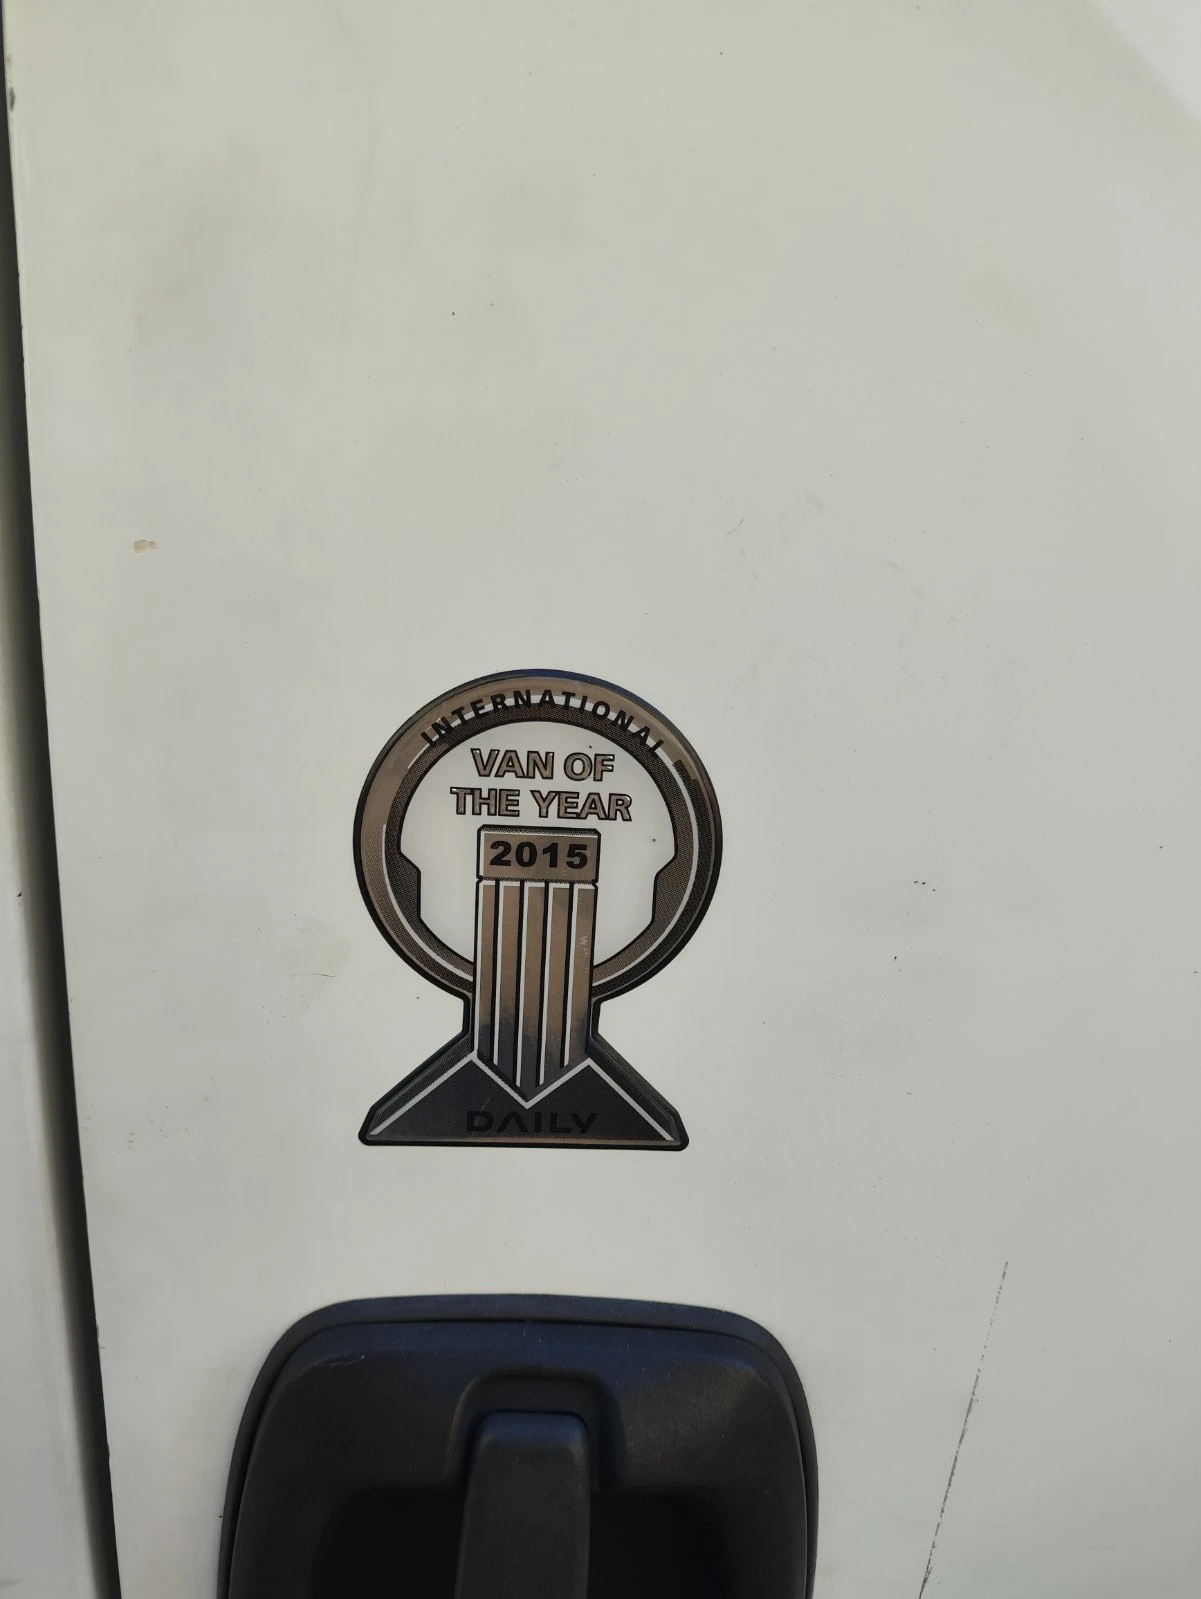 INTERNATIONAL
VAN OF
THE YEAR
2015
DAILY